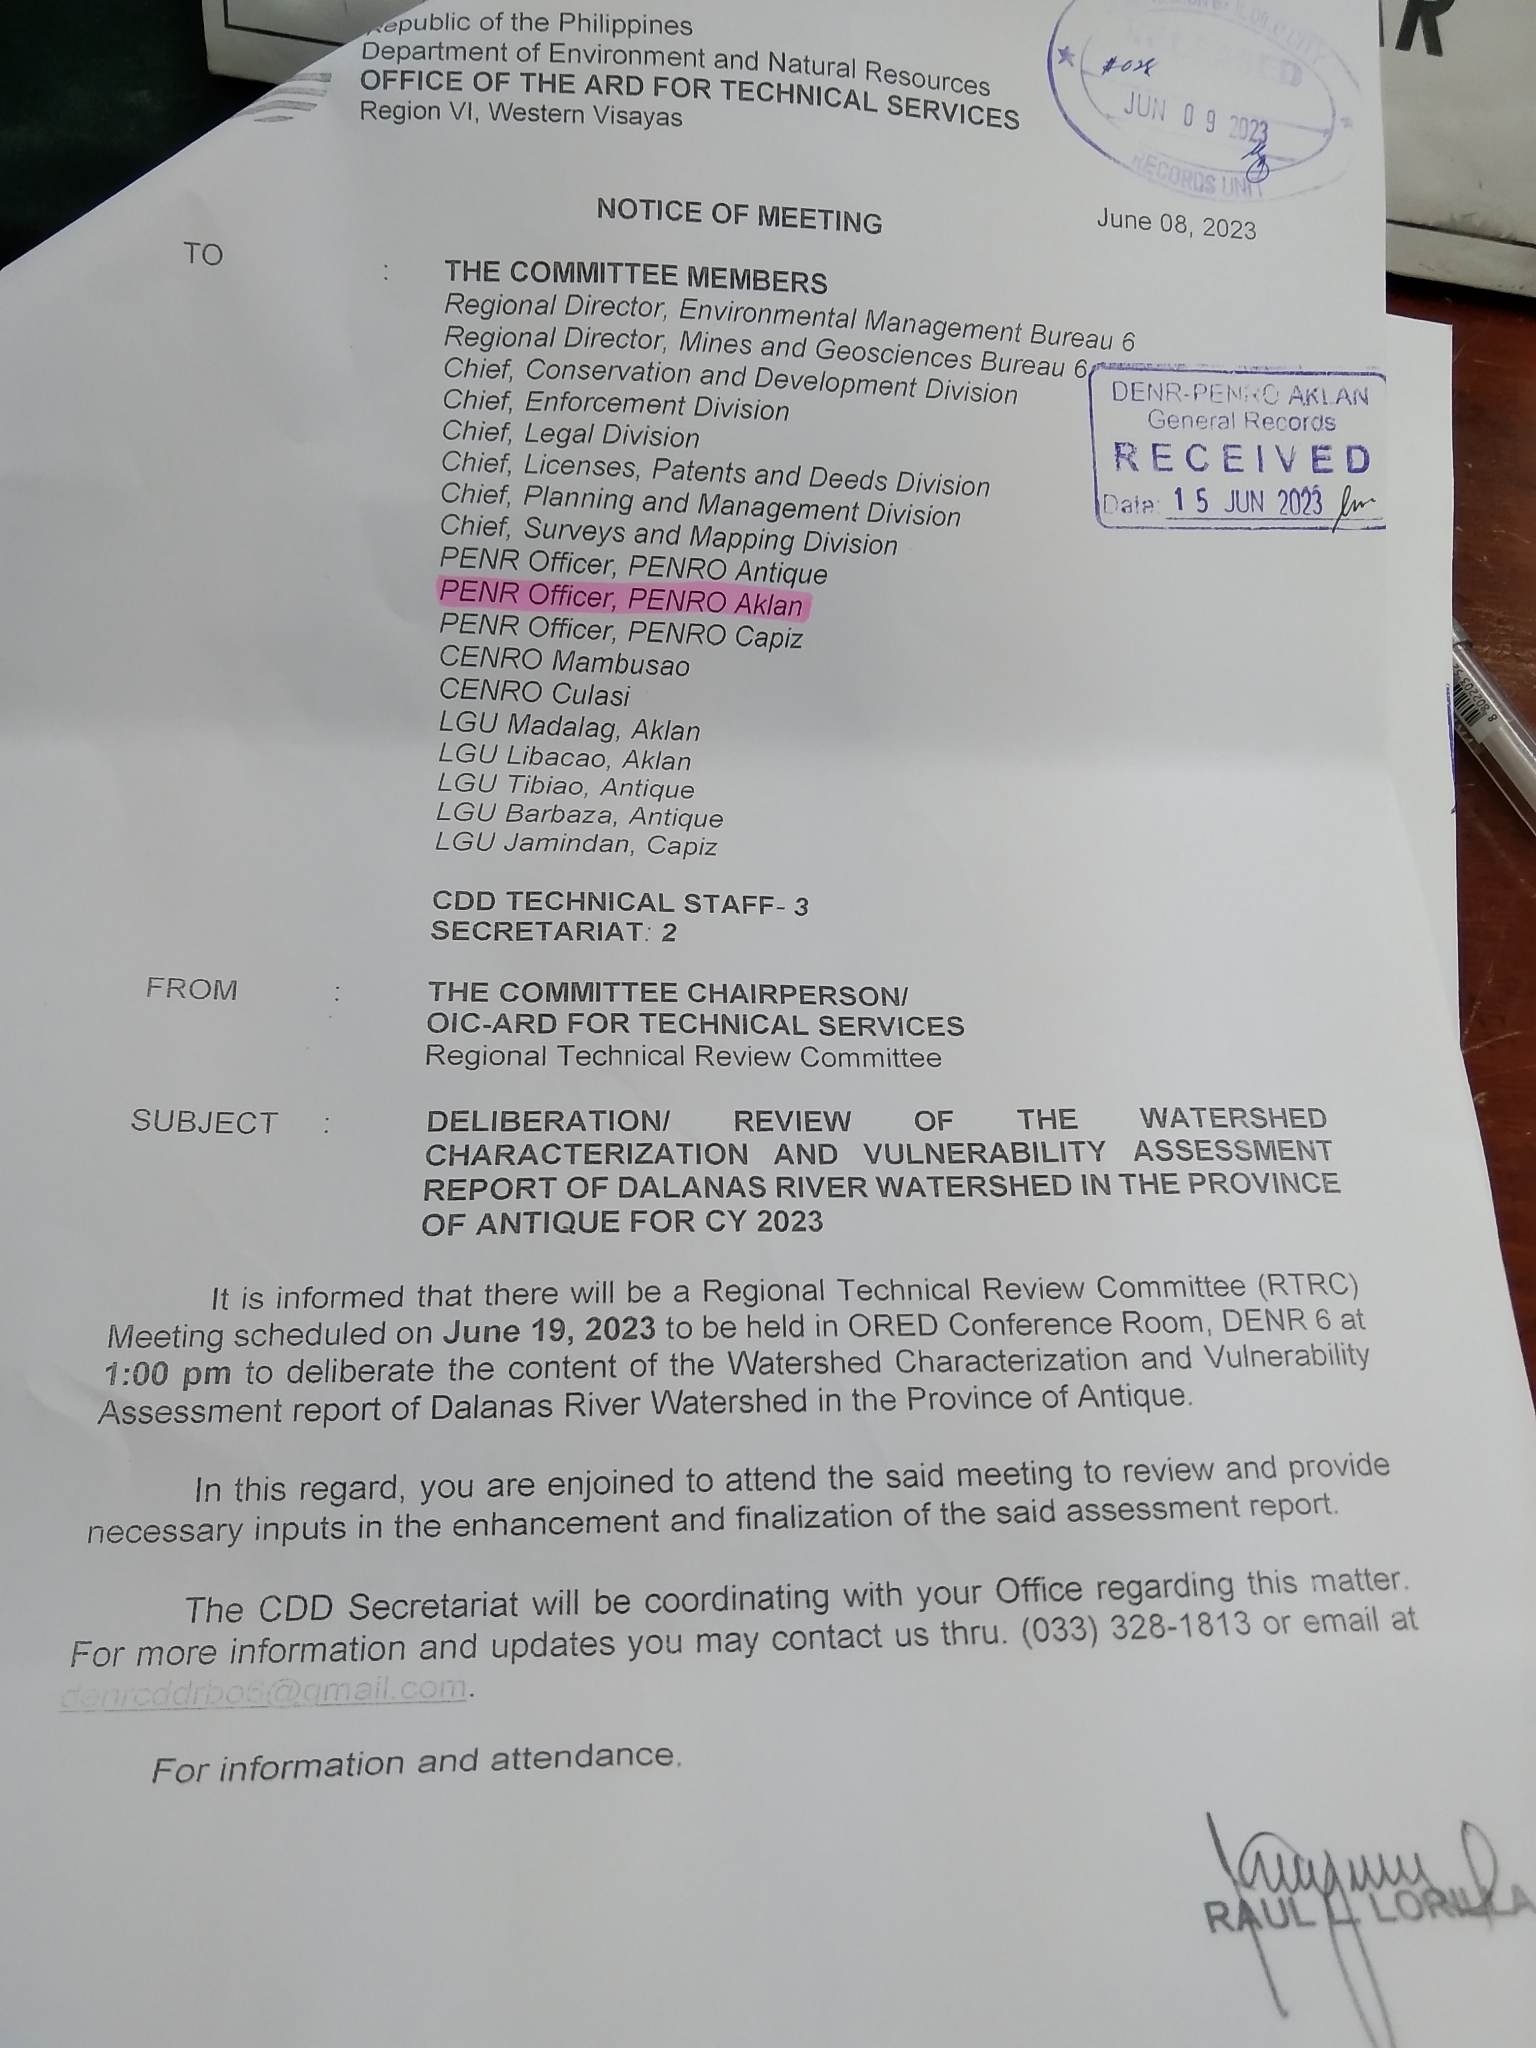 Republic of the Philippines
Department of Environment and Natural Resources
OFFICE OF THE ARD FOR TECHNICAL SERVICES
Region VI, Western Visayas
JUN 09 2023
RECORDS UNIT
NOTICE OF MEETING
June 08, 2023
TO :
THE COMMITTEE MEMBERS
Regional Director, Environmental Management Bureau 6
Regional Director, Mines and Geosciences Bureau 6
Chief, Conservation and Development Division
Chief, Enforcement Division
Chief, Legal Division
Chief, Licenses, Patents and Deeds Division
Chief, Planning and Management Division
Chief, Surveys and Mapping Division
PENR Officer, PENRO Antique
PENR Officer, PENRO Aklan
PENR Officer, PENRO Capiz
CENRO Mambusao
CENRO Culasi
LGU Madalag, Aklan
LGU Libacao, Aklan
LGU Tibiao, Antique
LGU Barbaza, Antique
LGU Jamindan, Capiz
DENR-PENRO AKLAN
General Records
RECEIVED
Date: 15 JUN 2023
CDD TECHNICAL STAFF- 3
SECRETARIAT: 2
FROM : THE COMMITTEE CHAIRPERSON/
OIC-ARD FOR TECHNICAL SERVICES
Regional Technical Review Committee
SUBJECT : DELIBERATION/ REVIEW OF THE WATERSHED
CHARACTERIZATION AND VULNERABILITY ASSESSMENT
REPORT OF DALANAS RIVER WATERSHED IN THE PROVINCE
OF ANTIQUE FOR CY 2023
It is informed that there will be a Regional Technical Review Committee (RTRC)
Meeting scheduled on June 19, 2023 to be held in ORED Conference Room, DENR 6 at
1:00 pm to deliberate the content of the Watershed Characterization and Vulnerability
Assessment report of Dalanas River Watershed in the Province of Antique.
In this regard, you are enjoined to attend the said meeting to review and provide
necessary inputs in the enhancement and finalization of the said assessment report.
The CDD Secretariat will be coordinating with your Office regarding this matter.
For more information and updates you may contact us thru. (033) 328-1813 or email at
denrcddrbo6@gmail.com.
For information and attendance.
RAUL L LORILLA